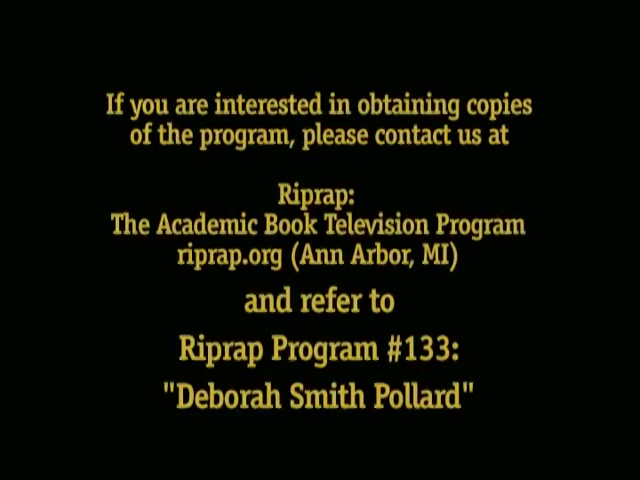 If you are interested in obtaining copies
of the program, please contact us at
Riprap:
The Academic Book Television Program
riprap.org (Ann Arbor, MI)
and refer to
Riprap Program #133:
"Deborah Smith Pollard"